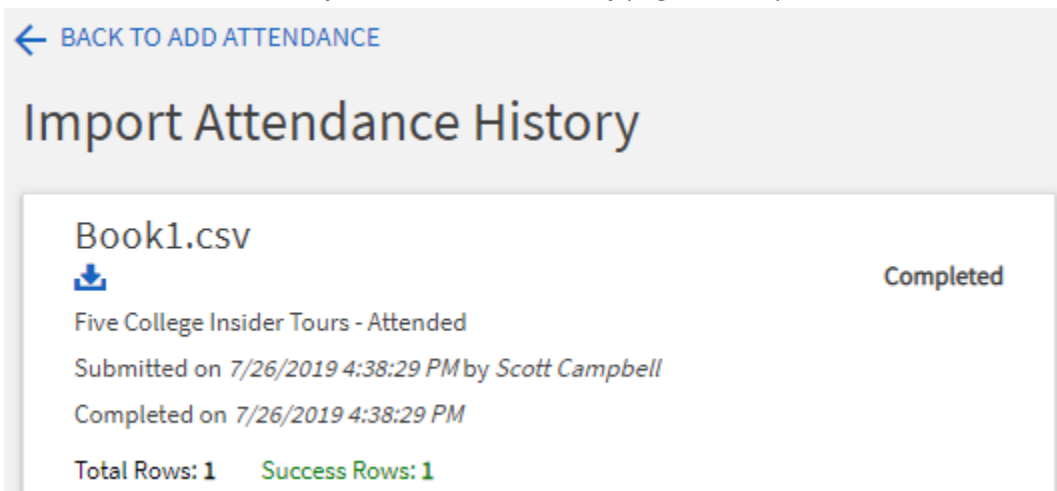 BACK TO ADD ATTENDANCE
Import Attendance History
Book1.csv
Completed
Five College Insider Tours - Attended
Submitted on 7/26/2019 4:38:29 PM by Scott Campbell
Completed on 7/26/2019 4:38:29 PM
Total Rows: 1 Success Rows: 1